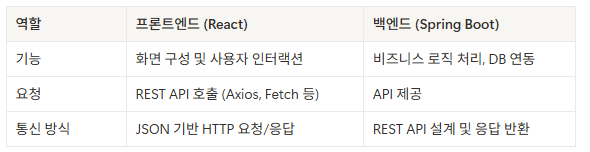 역할 프론트엔드 (React) 백엔드 (Spring Boot)
기능 화면 구성 및 사용자 인터랙션 비즈니스 로직 처리, DB 연동
요청 REST API 호출 (Axios, Fetch 등) API 제공
통신 방식 JSON 기반 HTTP 요청/응답 REST API 설계 및 응답 반환